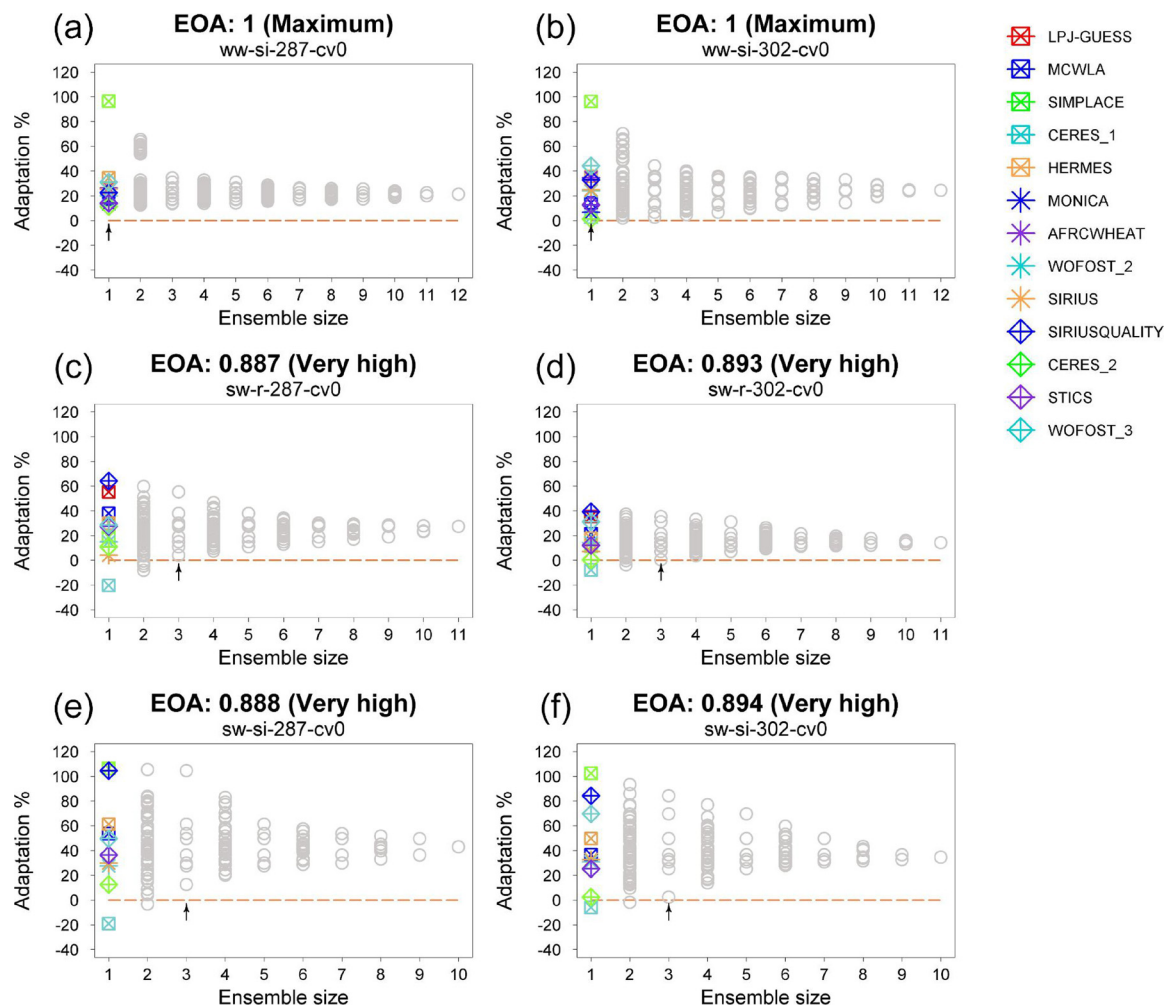 (a)
EOA: 1 (Maximum)
ww-si-287-cv0
Adaptation %
120
100
80
60
40
20
0
-20
-40
1 2 3 4 5 6 7 8 9 10 11 12
Ensemble size
(b)
EOA: 1 (Maximum)
ww-si-302-cv0
Adaptation %
120
100
80
60
40
20
0
-20
-40
1 2 3 4 5 6 7 8 9 10 11 12
Ensemble size
LPJ-GUESS
MCWLA
SIMPLACE
CERES_1
HERMES
MONICA
AFRCWHEAT
WOFOST_2
SIRIUS
SIRIUSQUALITY
CERES_2
STICS
WOFOST_3
(c)
EOA: 0.887 (Very high)
sw-r-287-cv0
Adaptation %
120
100
80
60
40
20
0
-20
-40
1 2 3 4 5 6 7 8 9 10 11
Ensemble size
(d)
EOA: 0.893 (Very high)
sw-r-302-cv0
Adaptation %
120
100
80
60
40
20
0
-20
-40
1 2 3 4 5 6 7 8 9 10 11
Ensemble size
(e)
EOA: 0.888 (Very high)
sw-si-287-cv0
Adaptation %
120
100
80
60
40
20
0
-20
-40
1 2 3 4 5 6 7 8 9 10
Ensemble size
(f)
EOA: 0.894 (Very high)
sw-si-302-cv0
Adaptation %
120
100
80
60
40
20
0
-20
-40
1 2 3 4 5 6 7 8 9 10
Ensemble size